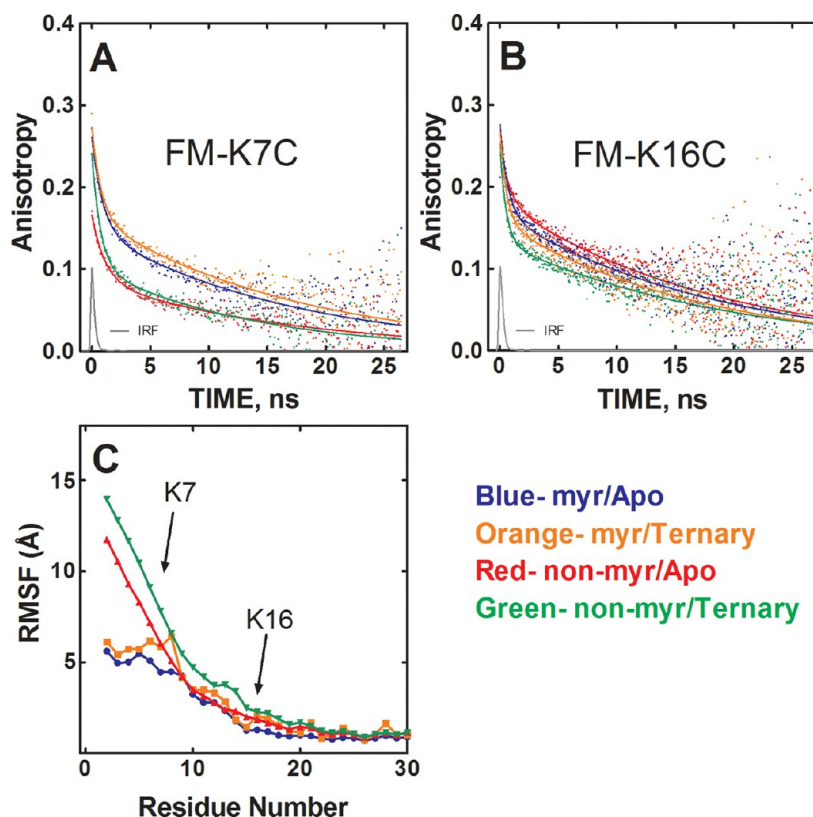 A
FM-K7C
0.4
0.3
0.2
0.1
0.0
Anisotropy
IRF
0 5 10 15 20 25
TIME, ns
B
FM-K16C
0.4
0.3
0.2
0.1
0.0
Anisotropy
IRF
0 5 10 15 20 25
TIME, ns
C
K7
K16
15
10
5
RMSF (Å)
0 10 20 30
Residue Number
Blue- myr/Apo
Orange- myr/Ternary
Red- non-myr/Apo
Green- non-myr/Ternary